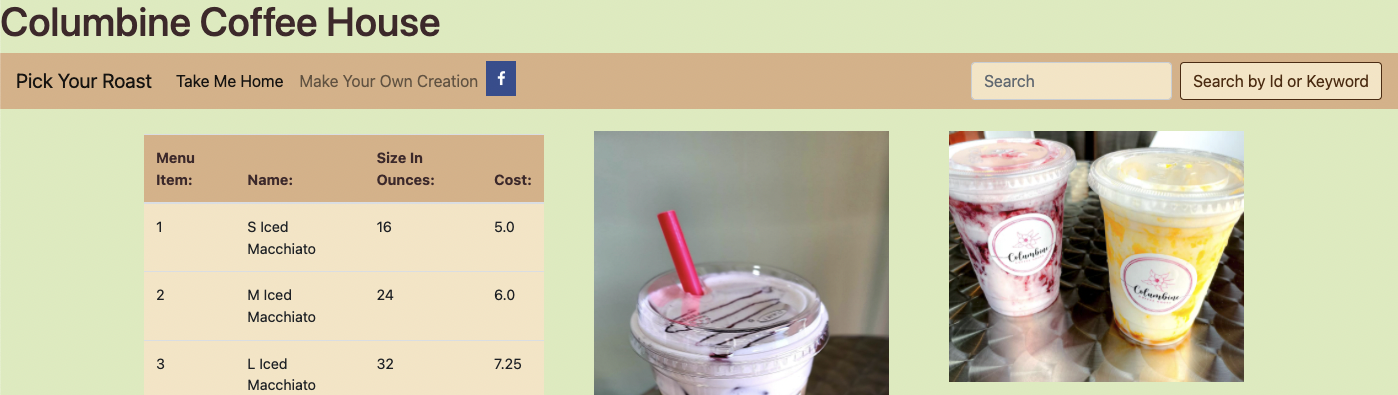 Columbine Coffee House
Pick Your Roast Take Me Home Make Your Own Creation f Search Search by Id or Keyword
Menu Item: Name: Size In Ounces: Cost:
1 S Iced Macchiato 16 5.0
2 M Iced Macchiato 24 6.0
3 L Iced Macchiato 32 7.25
Columbine
Columbine